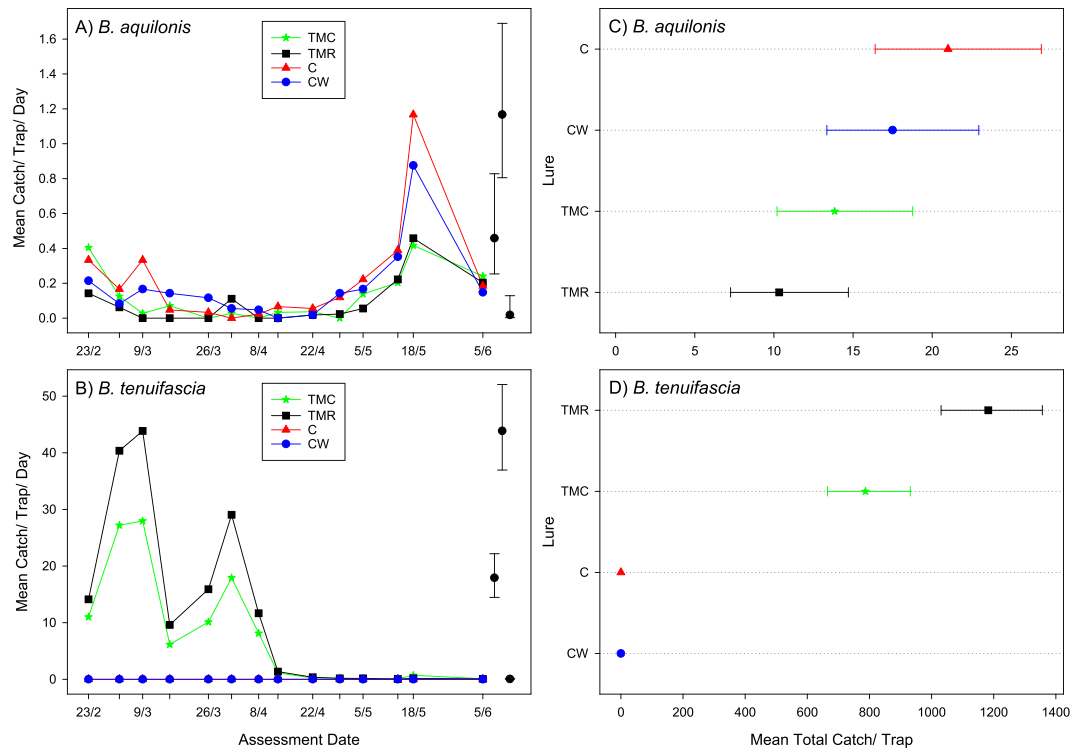 A) B. aquilonis
TMC
TMR
C
CW
Mean Catch/ Trap/ Day
1.6
1.4
1.2
1.0
0.8
0.6
0.4
0.2
0.0
23/2 9/3 26/3 8/4 22/4 5/5 18/5 5/6
B) B. tenuifascia
TMC
TMR
C
CW
Mean Catch/ Trap/ Day
50
40
30
20
10
0
23/2 9/3 26/3 8/4 22/4 5/5 18/5 5/6
Assessment Date
C) B. aquilonis
Lure
C
CW
TMC
TMR
0 5 10 15 20 25
D) B. tenuifascia
Lure
TMR
TMC
C
CW
0 200 400 600 800 1000 1200 1400
Mean Total Catch/ Trap